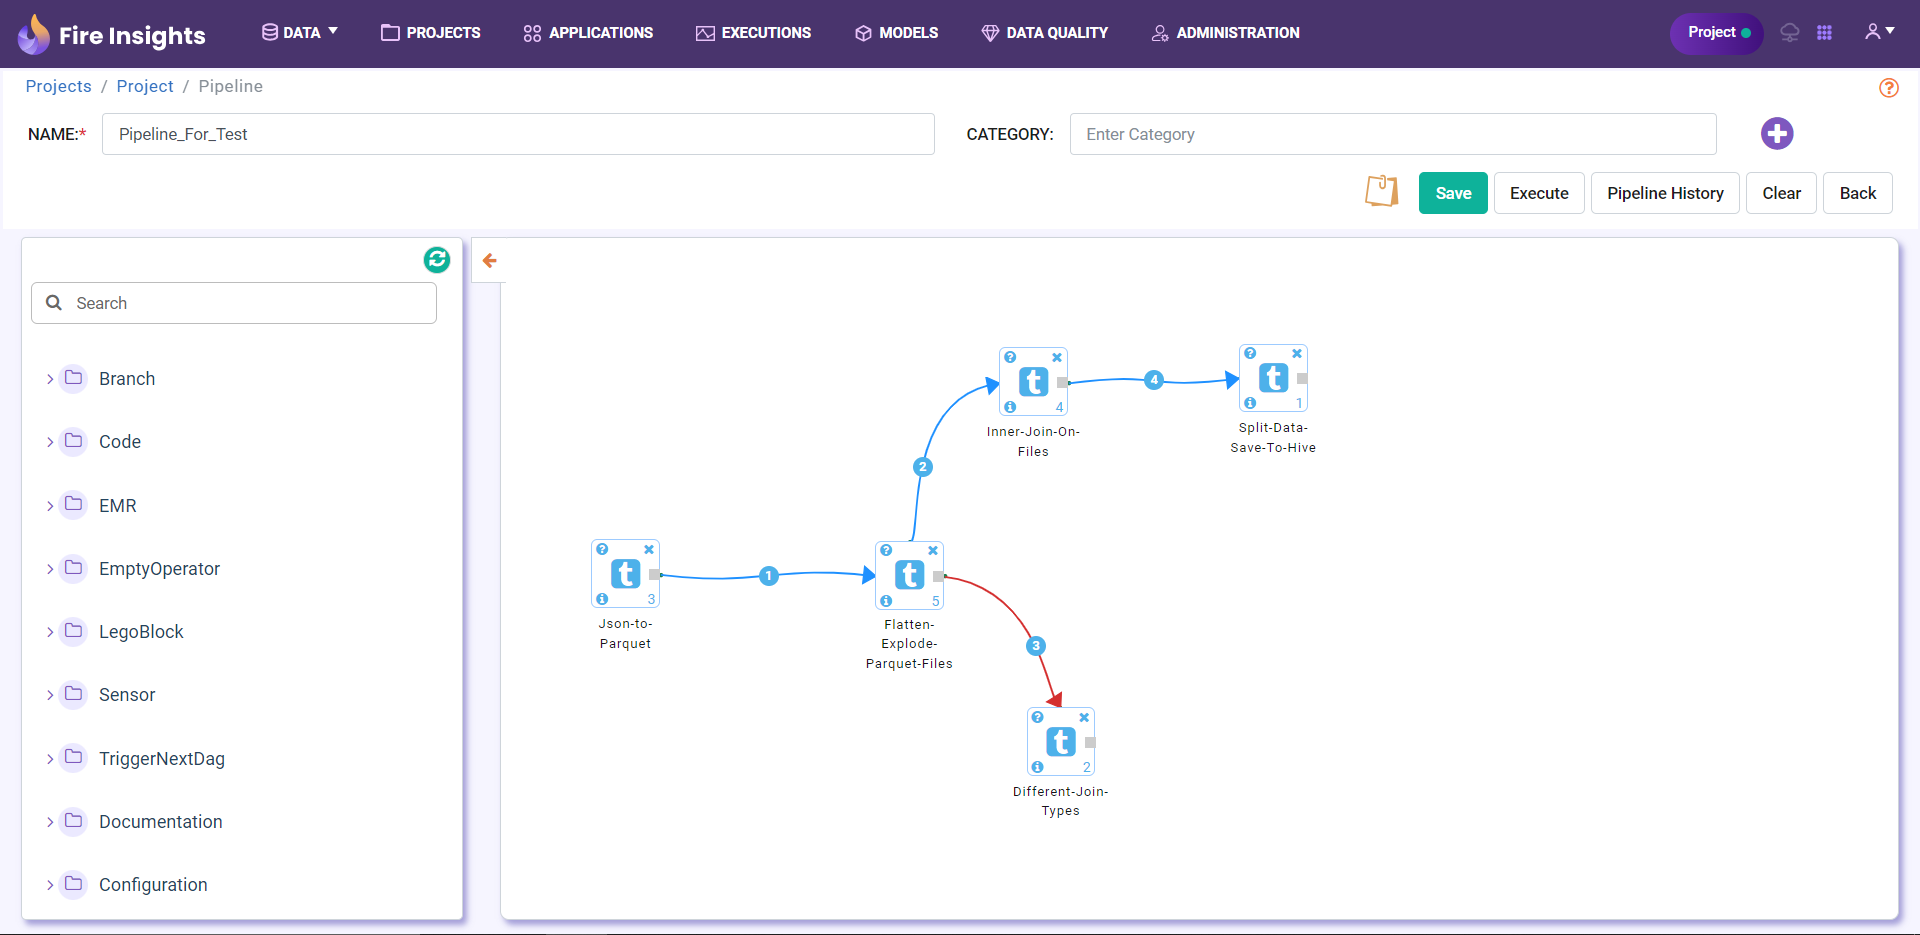 Fire Insights
DATA
PROJECTS
APPLICATIONS
EXECUTIONS
MODELS
DATA QUALITY
ADMINISTRATION
Project
Projects / Project / Pipeline
?
NAME:*
Pipeline_For_Test
CATEGORY:
Enter Category
Save
Execute
Pipeline History
Clear
Back
Search
Branch
Code
EMR
EmptyOperator
LegoBlock
Sensor
TriggerNextDag
Documentation
Configuration
? t i 4
Inner-Join-On-
Files
4
? t i 1
Split-Data-
Save-To-Hive
2
? t i 3
Json-to-
Parquet
1
? t i 5
Flatten-
Explode-
Parquet-Files
3
? t i 2
Different-Join-
Types